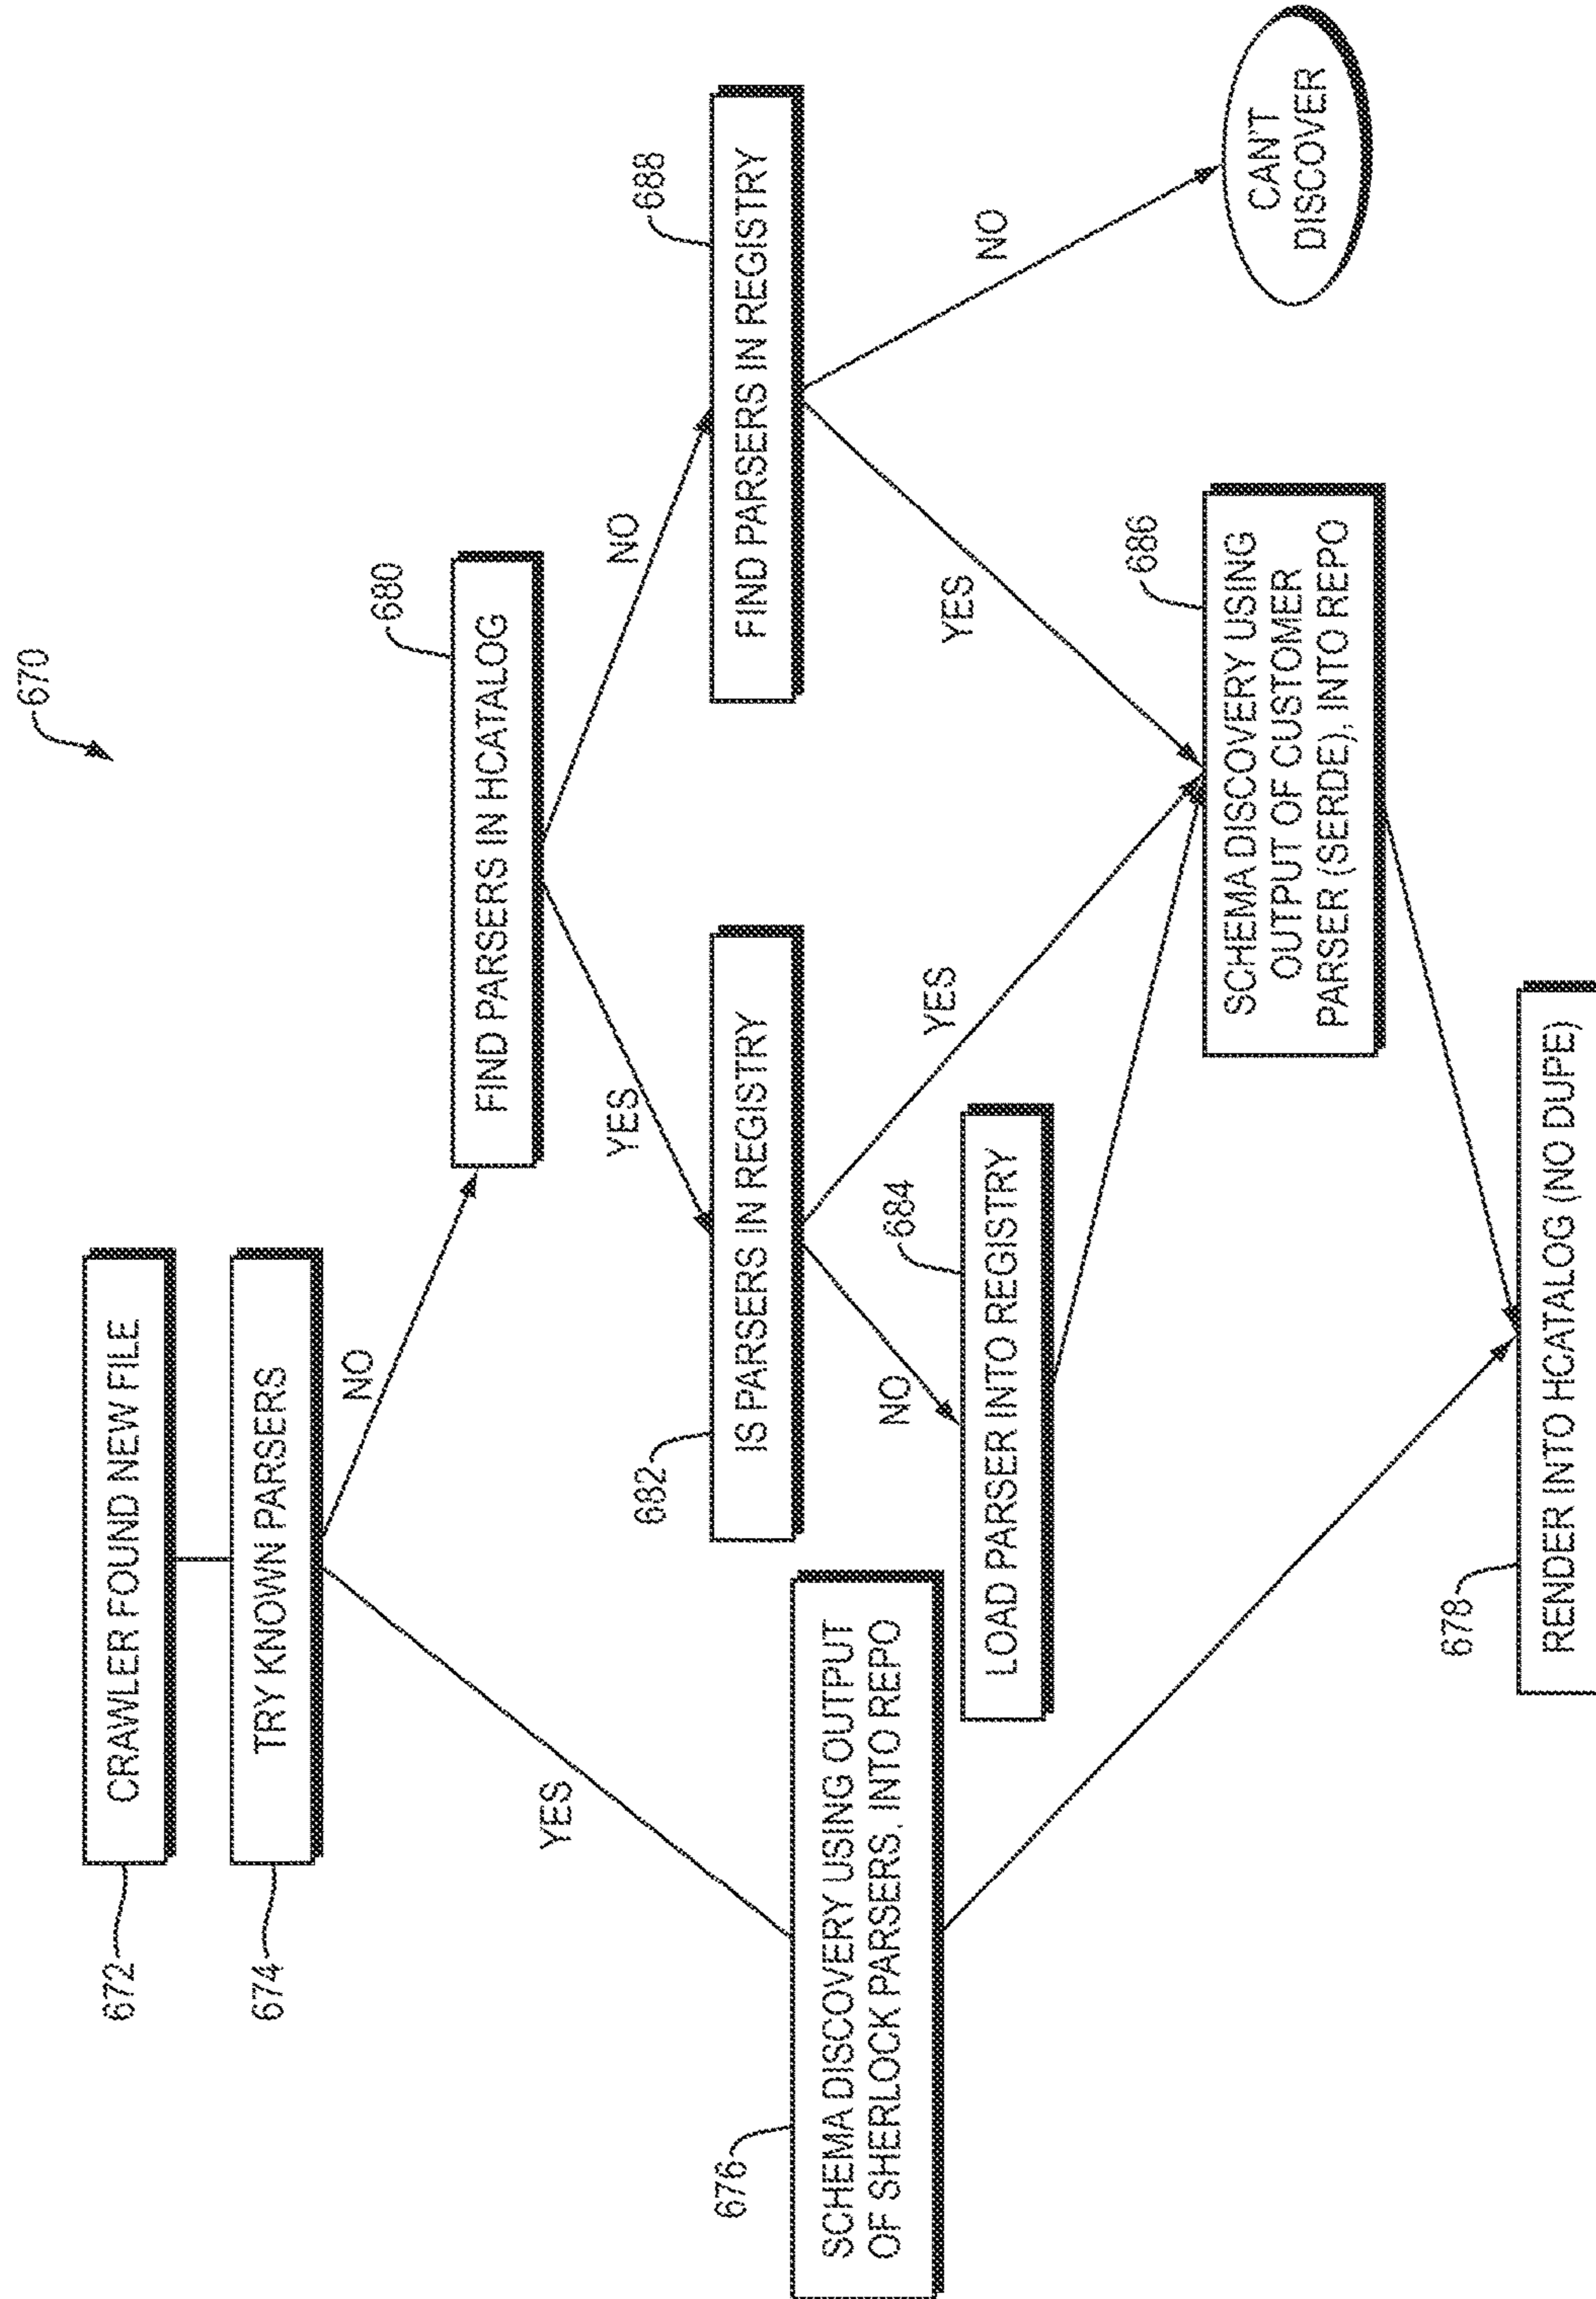 670
672
CRAWLER FOUND NEW FILE
674
TRY KNOWN PARSERS
NO
YES
680
FIND PARSERS IN HCATALOG
YES
NO
676
SCHEMA DISCOVERY USING OUTPUT
OF SHERLOCK PARSERS, INTO REPO
682
IS PARSERS IN REGISTRY
688
FIND PARSERS IN REGISTRY
NO
YES
YES
NO
684
LOAD PARSER INTO REGISTRY
686
SCHEMA DISCOVERY USING
OUTPUT OF CUSTOMER
PARSER (SERDE), INTO REPO
CAN'T
DISCOVER
678
RENDER INTO HCATALOG (NO DUPE)